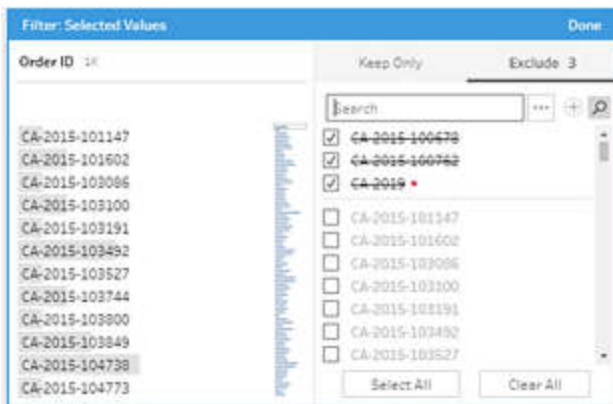 Filter: Selected Values Done
Order ID 1K
Keep Only Exclude 3
Search
CA-2015-101147
CA-2015-101602
CA-2015-103086
CA-2015-103100
CA-2015-103191
CA-2015-103492
CA-2015-103527
CA-2015-103744
CA-2015-103800
CA-2015-103849
CA-2015-104738
CA-2015-104773
CA-2015-100678
CA-2015-100762
CA-2019
CA-2015-101147
CA-2015-101602
CA-2015-103086
CA-2015-103100
CA-2015-103191
CA-2015-103492
CA-2015-103527
Select All Clear All